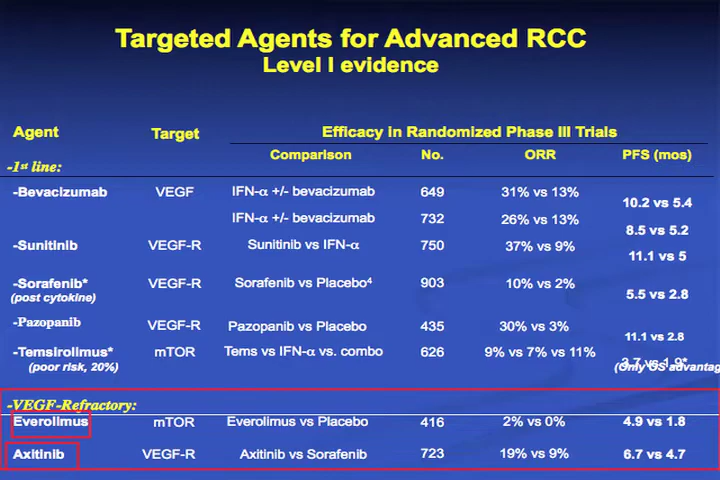 Targeted Agents for Advanced RCC
Level I evidence
Agent Target Efficacy in Randomized Phase III Trials
Comparison No. ORR PFS (mos)
-1st line:
-Bevacizumab VEGF IFN-α +/- bevacizumab 649 31% vs 13% 10.2 vs 5.4
IFN-α +/- bevacizumab 732 26% vs 13% 8.5 vs 5.2
-Sunitinib VEGF-R Sunitinib vs IFN-α 750 37% vs 9% 11.1 vs 5
-Sorafenib* VEGF-R Sorafenib vs Placebo⁴ 903 10% vs 2% 5.5 vs 2.8
(post cytokine)
-Pazopanib VEGF-R Pazopanib vs Placebo 435 30% vs 3% 11.1 vs 2.8
-Temsirolimus* mTOR Tems vs IFN-α vs. combo 626 9% vs 7% vs 11% 3.7 vs 1.9*
(poor risk, 20%) (Only OS advantag
-VEGF-Refractory:
Everolimus mTOR Everolimus vs Placebo 416 2% vs 0% 4.9 vs 1.8
Axitinib VEGF-R Axitinib vs Sorafenib 723 19% vs 9% 6.7 vs 4.7